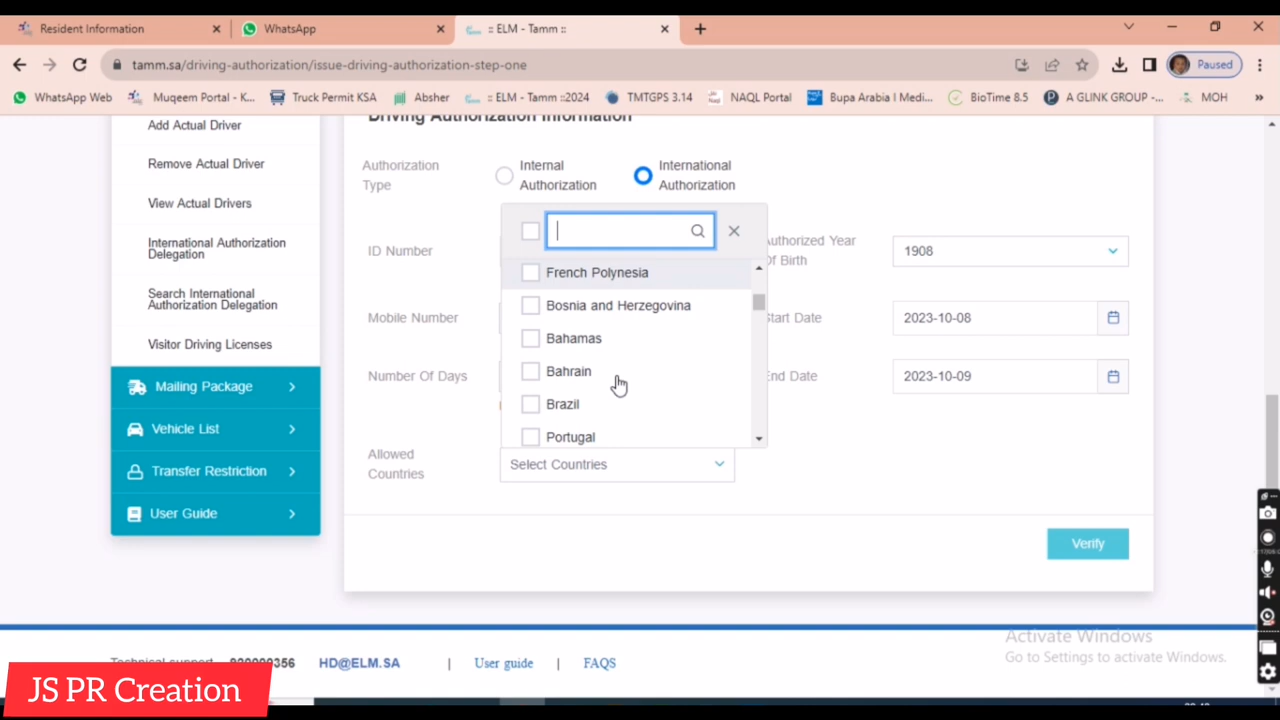 Resident Information
WhatsApp
:: ELM - Tamm ::
tamm.sa/driving-authorization/issue-driving-authorization-step-one
Paused
WhatsApp Web
Muqeem Portal - K...
Truck Permit KSA
Absher
:: ELM - Tamm ::2024
TMTGPS 3.14
NAQL Portal
Bupa Arabia I Medi...
BioTime 8.5
A GLINK GROUP -...
MOH
»
Add Actual Driver
Remove Actual Driver
View Actual Drivers
International Authorization
Delegation
Search International
Authorization Delegation
Visitor Driving Licenses
Mailing Package
Vehicle List
Transfer Restriction
User Guide
Driving Authorization Information
Authorization
Type
Internal
Authorization
International
Authorization
ID Number
Authorized Year
Of Birth
1908
French Polynesia
Bosnia and Herzegovina
Bahamas
Bahrain
Brazil
Portugal
Mobile Number
Start Date
2023-10-08
Number Of Days
End Date
2023-10-09
Allowed
Countries
Select Countries
Verify
Activate Windows
Go to Settings to activate Windows.
Technical support
HD@ELM.SA
|
User guide
|
FAQS
JS PR Creation